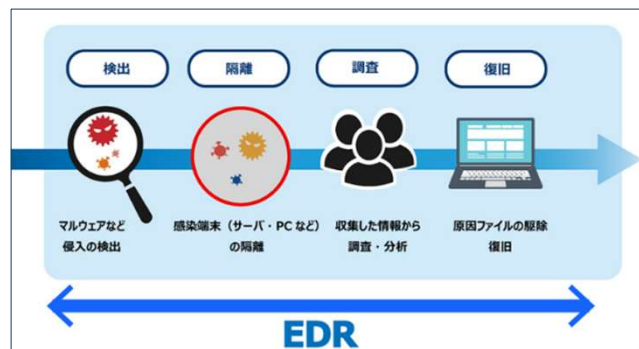 検出
隔離
調査
復旧
マルウェアなど
侵入の検出
感染端末（サーバ・PC など）
の隔離
収集した情報から
調査・分析
原因ファイルの駆除
復旧
EDR